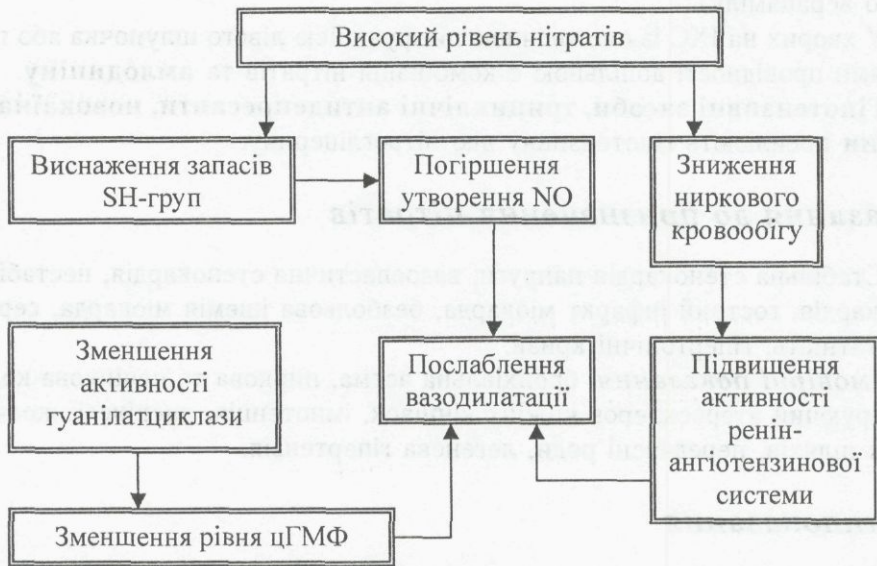 Високий рівень нітратів
Виснаження запасів
SH-груп
Погіршення
утворення NO
Зниження
ниркового
кровообігу
Зменшення
активності
гуанілатциклази
Послаблення
вазодилатації
Підвищення
активності
ренін-
ангіотензинової
системи
Зменшення рівня цГМФ